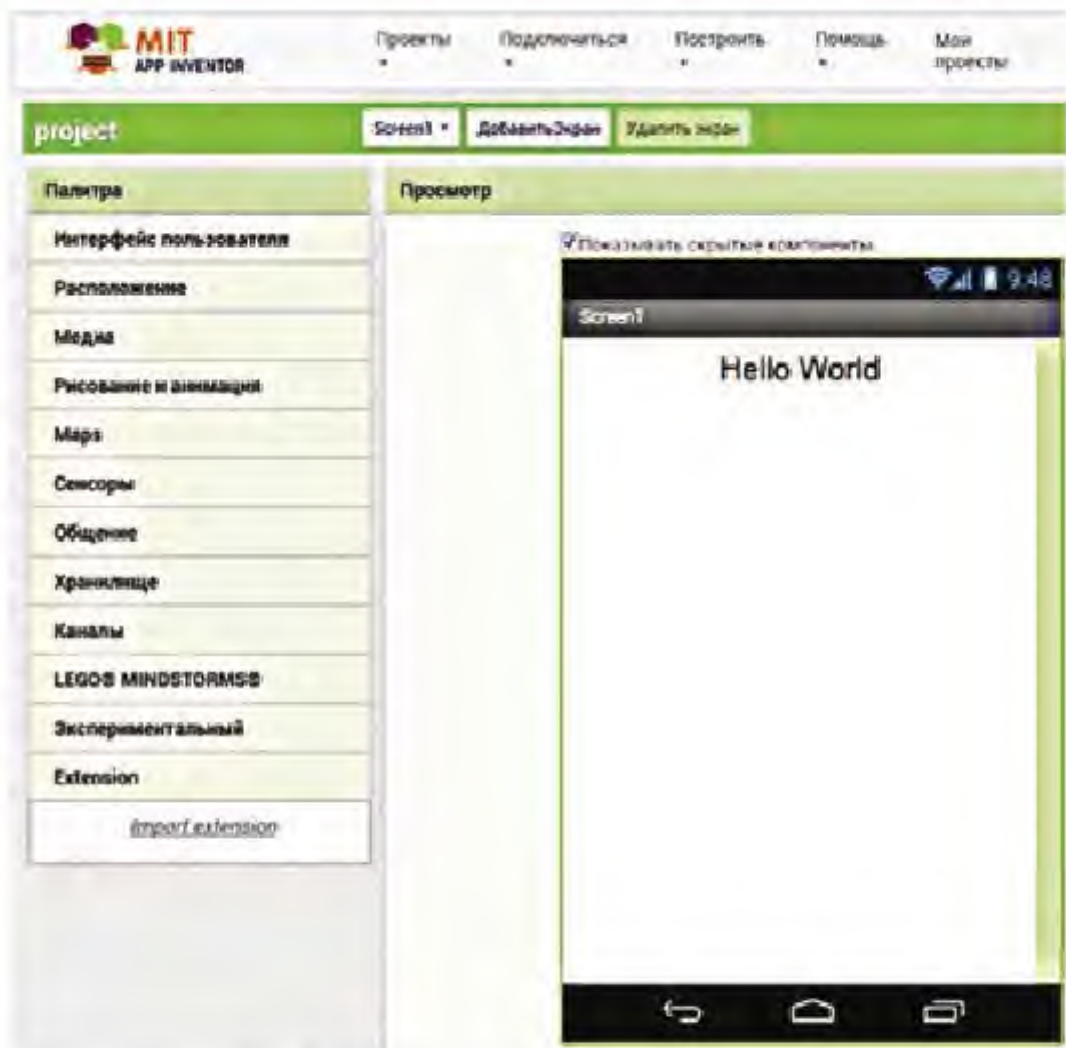 MIT
APP INVENTOR
Проекты Подключиться Построить Помощь Мои проекты
project
Screen1 ДобавитьЭкран Удалить экран
Палитра
Просмотр
Интерфейс пользователя
Расположение
Медиа
Рисование и анимация
Maps
Сенсоры
Общение
Хранилище
Каналы
LEGO® MINDSTORMS®
Экспериментальный
Extension
Import extension
Показывать скрытые компоненты
9:48
Screen1
Hello World